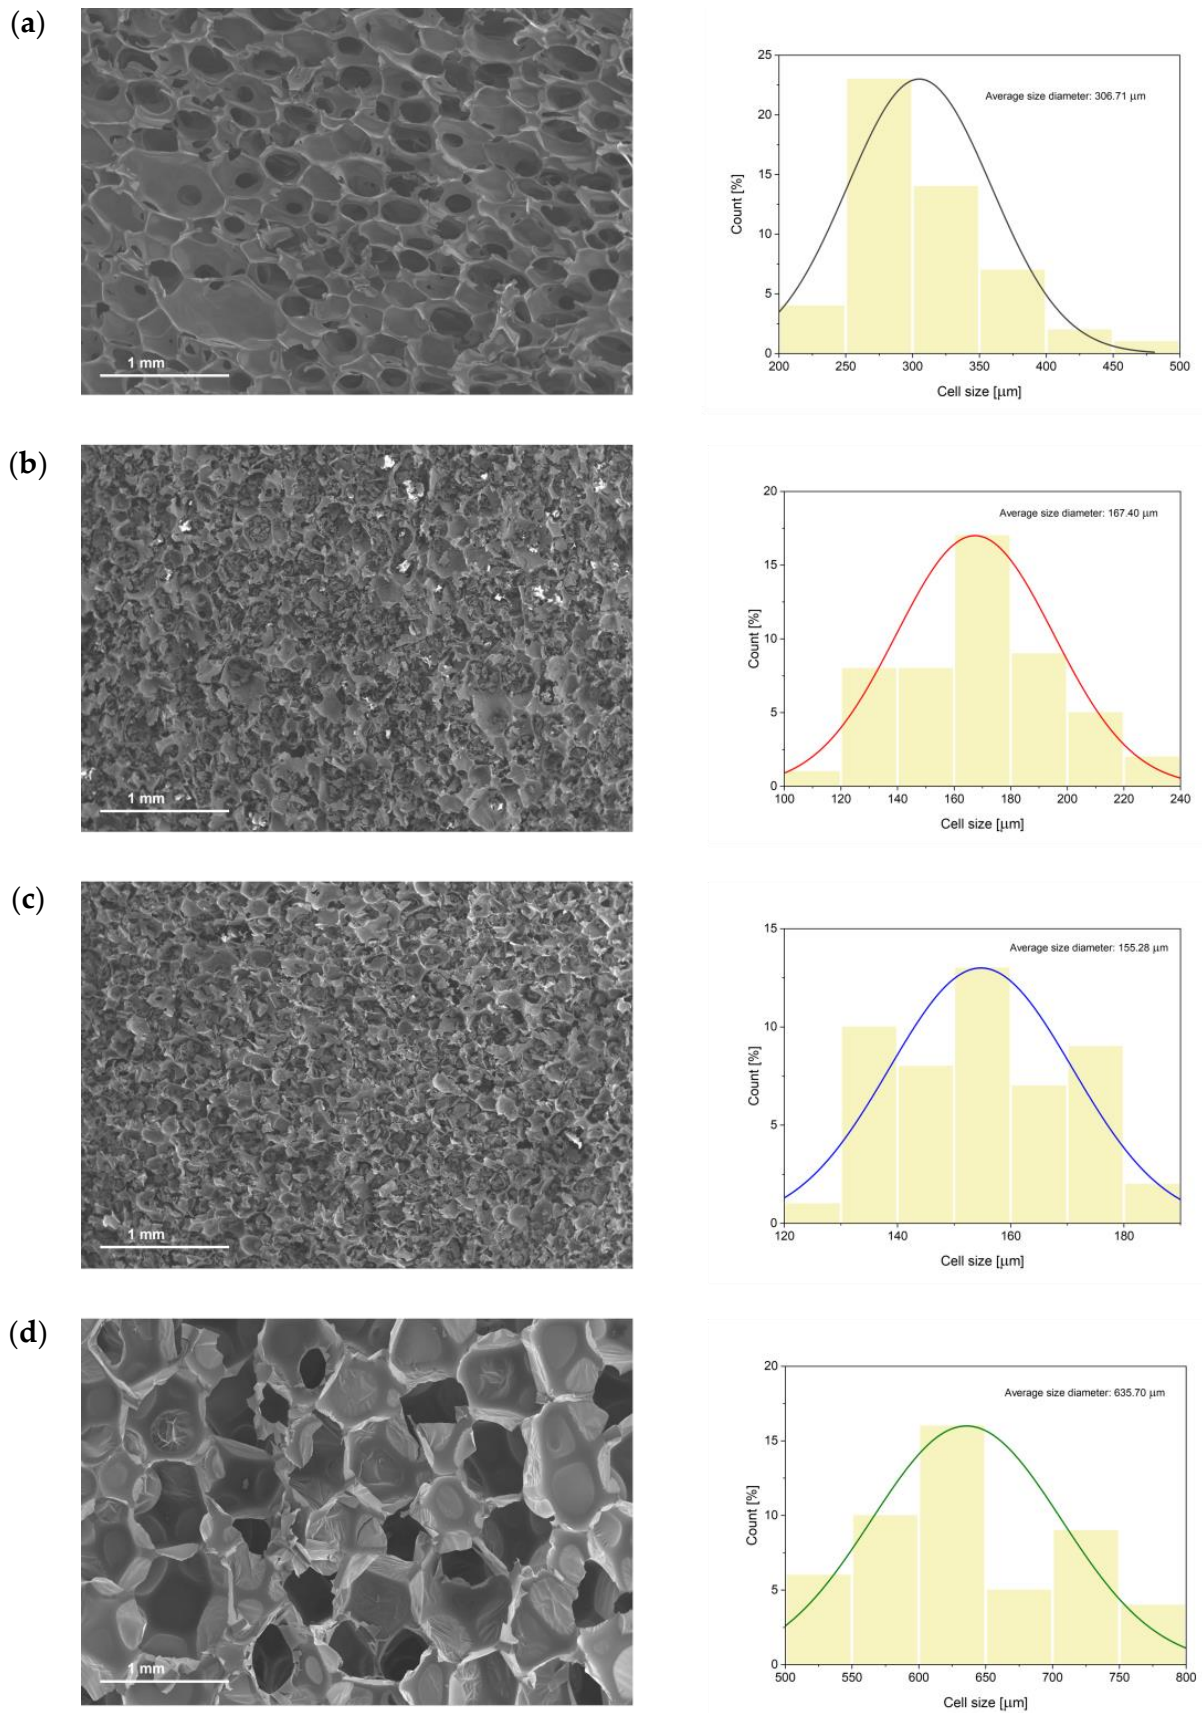 (a)
1 mm
25
20
15
10
5
0
Count [%]
Average size diameter: 306.71 μm
200 250 300 350 400 450 500
Cell size [μm]
(b)
1 mm
20
15
10
5
0
Count [%]
Average size diameter: 167.40 μm
100 120 140 160 180 200 220 240
Cell size [μm]
(c)
1 mm
15
10
5
0
Count [%]
Average size diameter: 155.28 μm
120 140 160 180
Cell size [μm]
(d)
1 mm
20
15
10
5
0
Count [%]
Average size diameter: 635.70 μm
500 550 600 650 700 750 800
Cell size [μm]